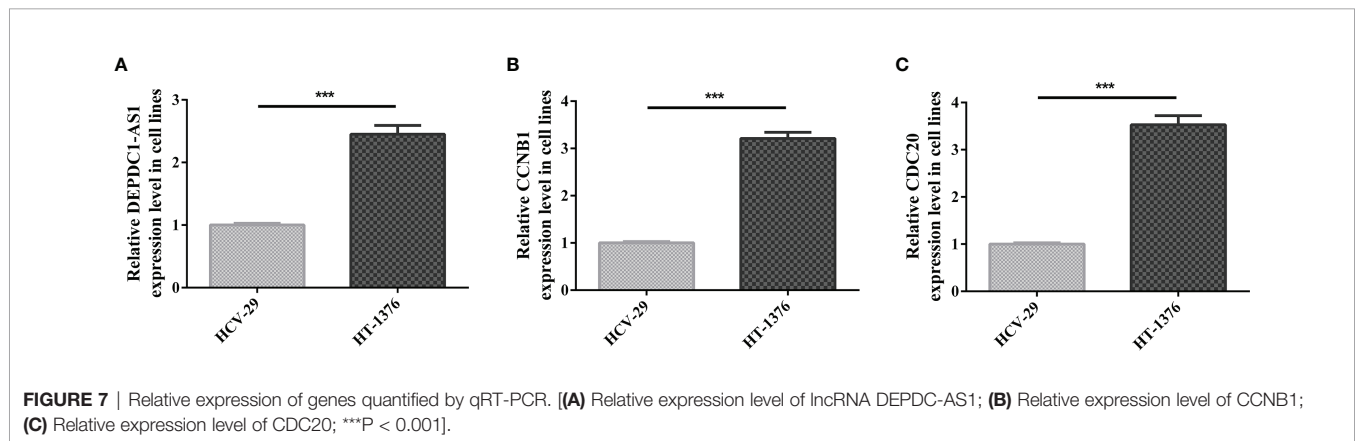 A
Relative DEPDC1-AS1
expression level in cell lines
3
2
1
0
***
HCV-29
HT-1376
B
Relative CCNB1
expression level in cell lines
4
3
2
1
0
***
HCV-29
HT-1376
C
Relative CDC20
expression level in cell lines
4
3
2
1
0
***
HCV-29
HT-1376
FIGURE 7 | Relative expression of genes quantified by qRT-PCR. [(A) Relative expression level of lncRNA DEPDC-AS1; (B) Relative expression level of CCNB1;
(C) Relative expression level of CDC20; ***P < 0.001].